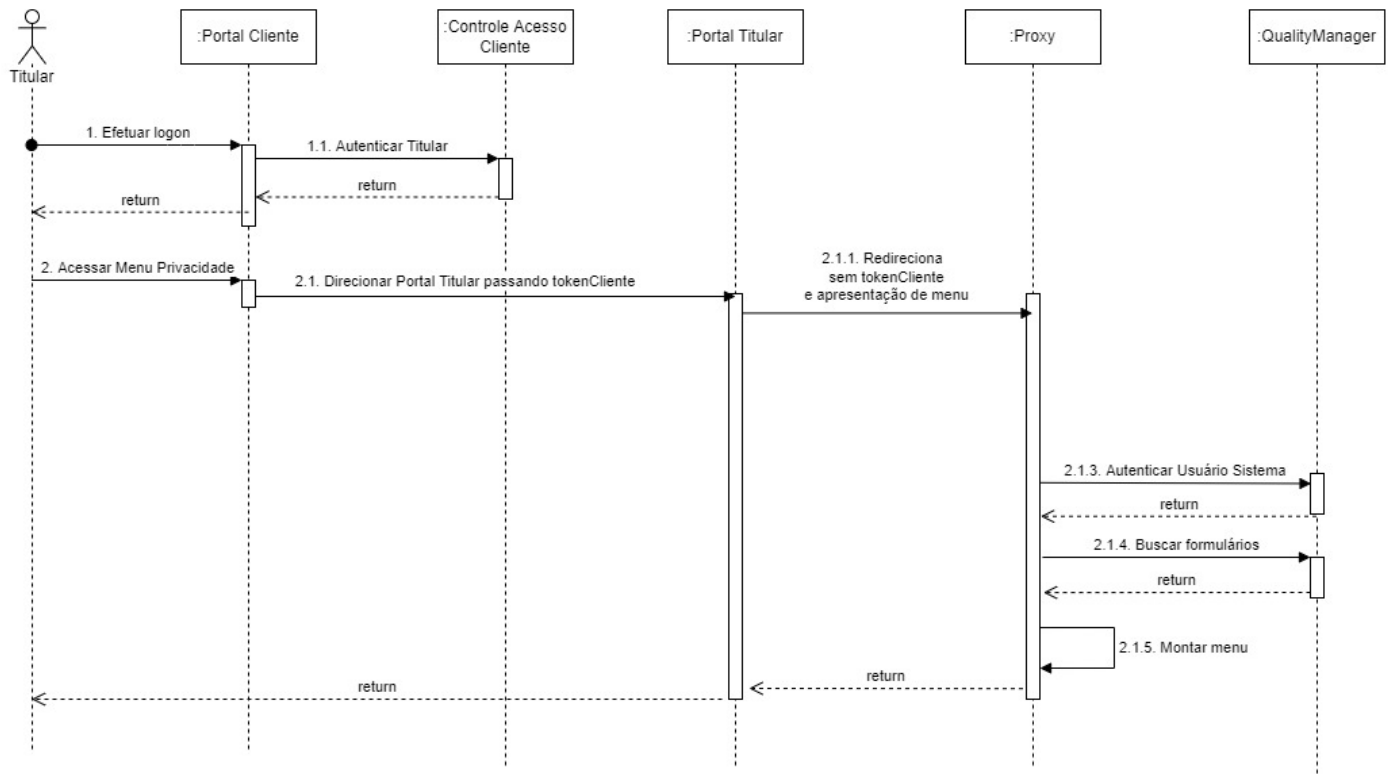 :Portal Cliente
:Controle Acesso
Cliente
:Portal Titular
:Proxy
:QualityManager
Titular
1. Efetuar logon
1.1. Autenticar Titular
return
return
2. Acessar Menu Privacidade
2.1. Direcionar Portal Titular passando tokenCliente
2.1.1. Redireciona
sem tokenCliente
e apresentação de menu
2.1.3. Autenticar Usuário Sistema
return
2.1.4. Buscar formulários
return
2.1.5. Montar menu
return
return